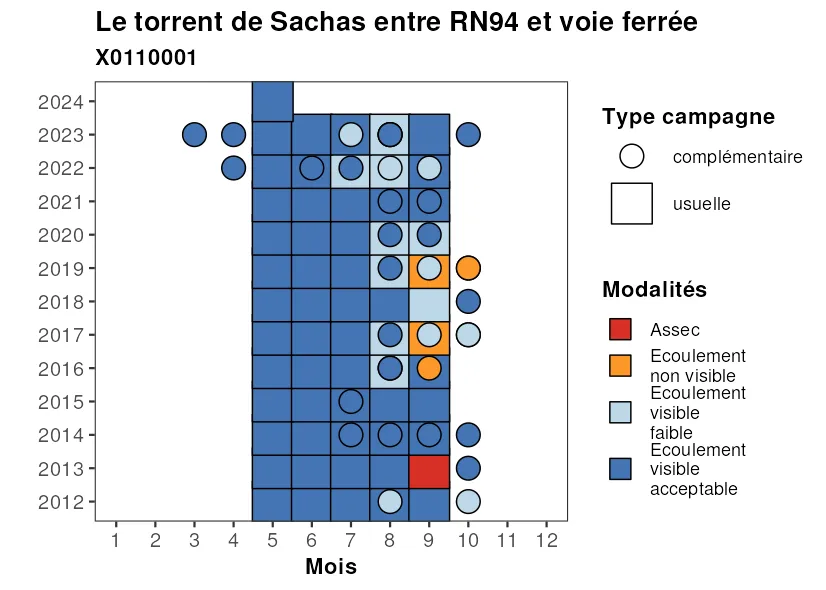 Le torrent de Sachas entre RN94 et voie ferrée
X0110001
2024
2023
2022
2021
2020
2019
2018
2017
2016
2015
2014
2013
2012
1 2 3 4 5 6 7 8 9 10 11 12
Mois
Type campagne
complémentaire
usuelle
Modalités
Assec
Ecoulement
non visible
Ecoulement
visible
faible
Ecoulement
visible
acceptable